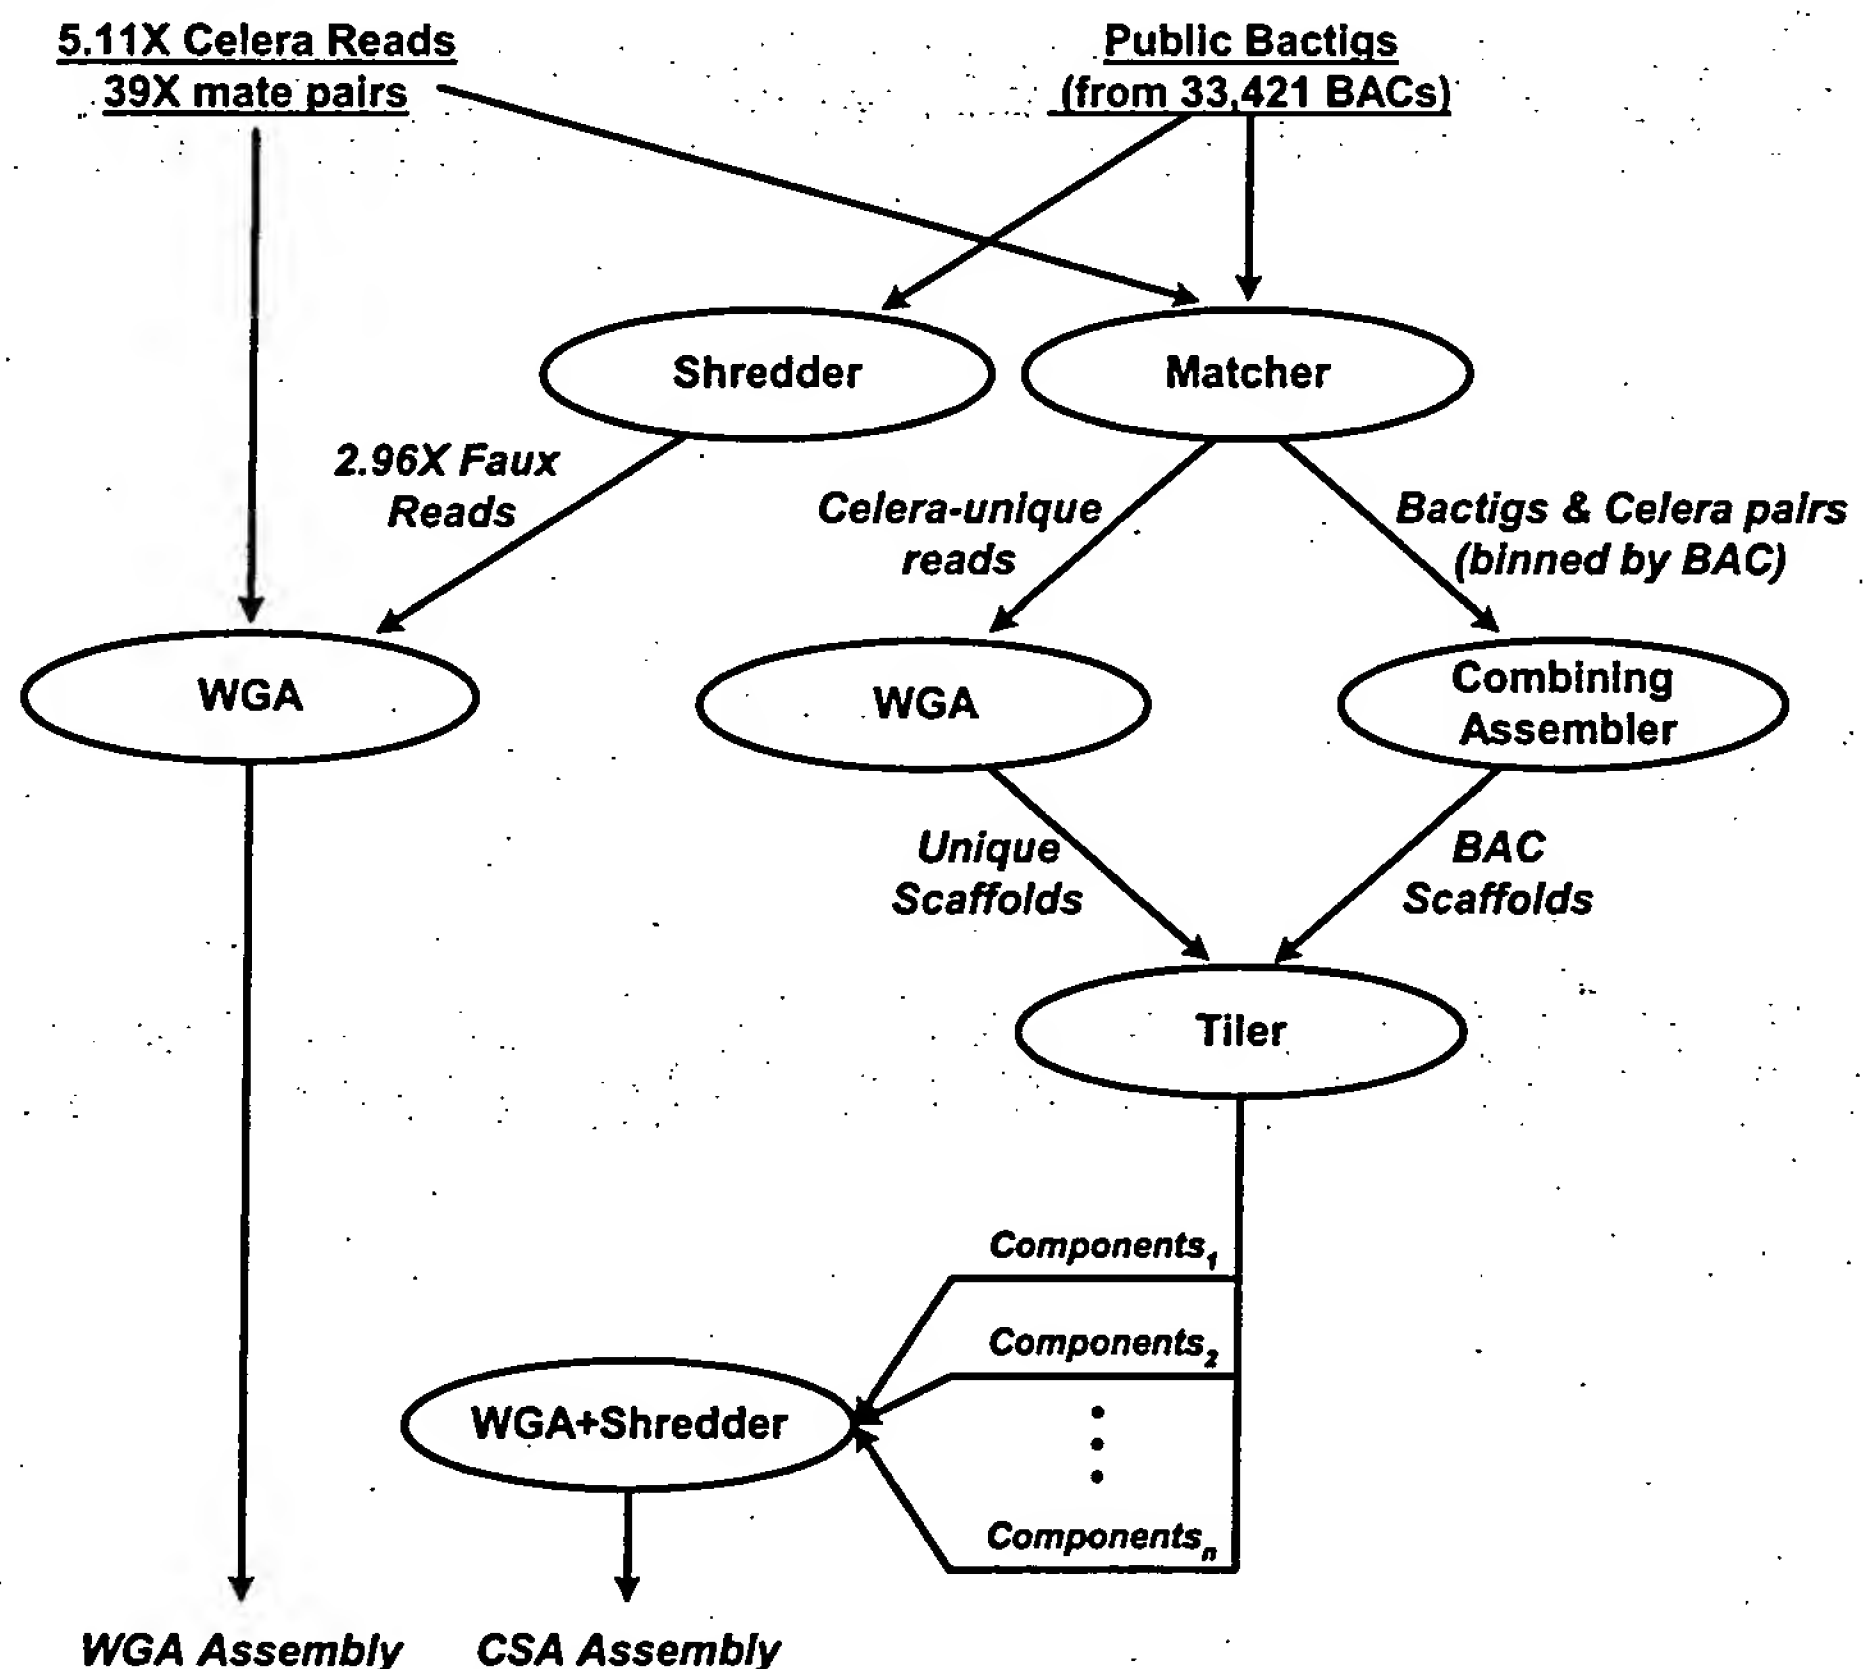 5.11X Celera Reads
39X mate pairs
Public Bactigs
(from 33,421 BACs)
Shredder
Matcher
2.96X Faux
Reads
Celera-unique
reads
Bactigs & Celera pairs
(binned by BAC)
WGA
WGA
Combining
Assembler
Unique
Scaffolds
BAC
Scaffolds
Tiler
Components1
Components2
WGA+Shredder
Componentsn
WGA Assembly
CSA Assembly